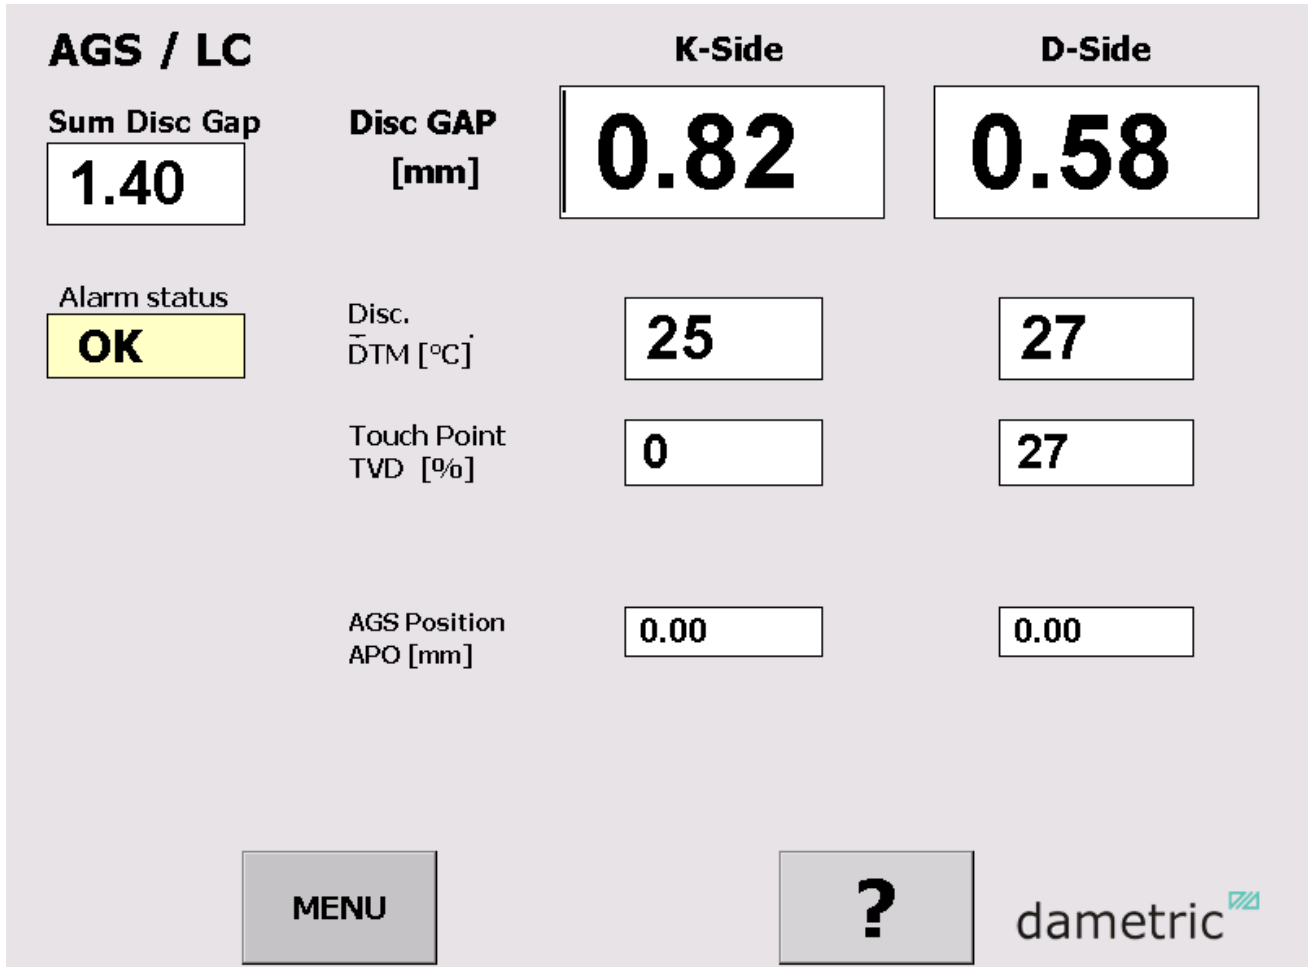 AGS / LC
K-Side
D-Side
Sum Disc Gap
1.40
Disc GAP
[mm]
0.82
0.58
Alarm status
OK
Disc.
DTM [°C]
25
27
Touch Point
TVD [%]
0
27
AGS Position
APO [mm]
0.00
0.00
MENU
?
dametric